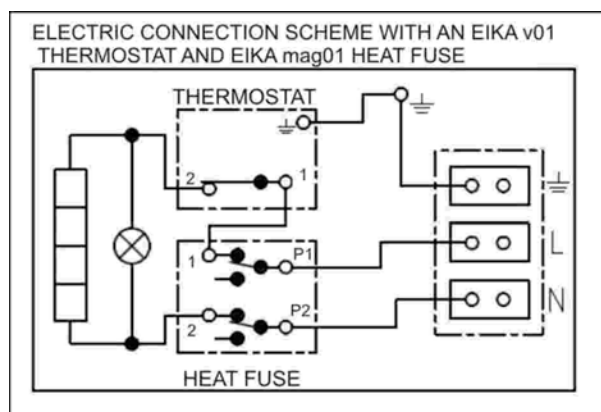 ELECTRIC CONNECTION SCHEME WITH AN EIKA v01
THERMOSTAT AND EIKA mag01 HEAT FUSE
THERMOSTAT
2
1
1
P1
L
2
P2
N
HEAT FUSE